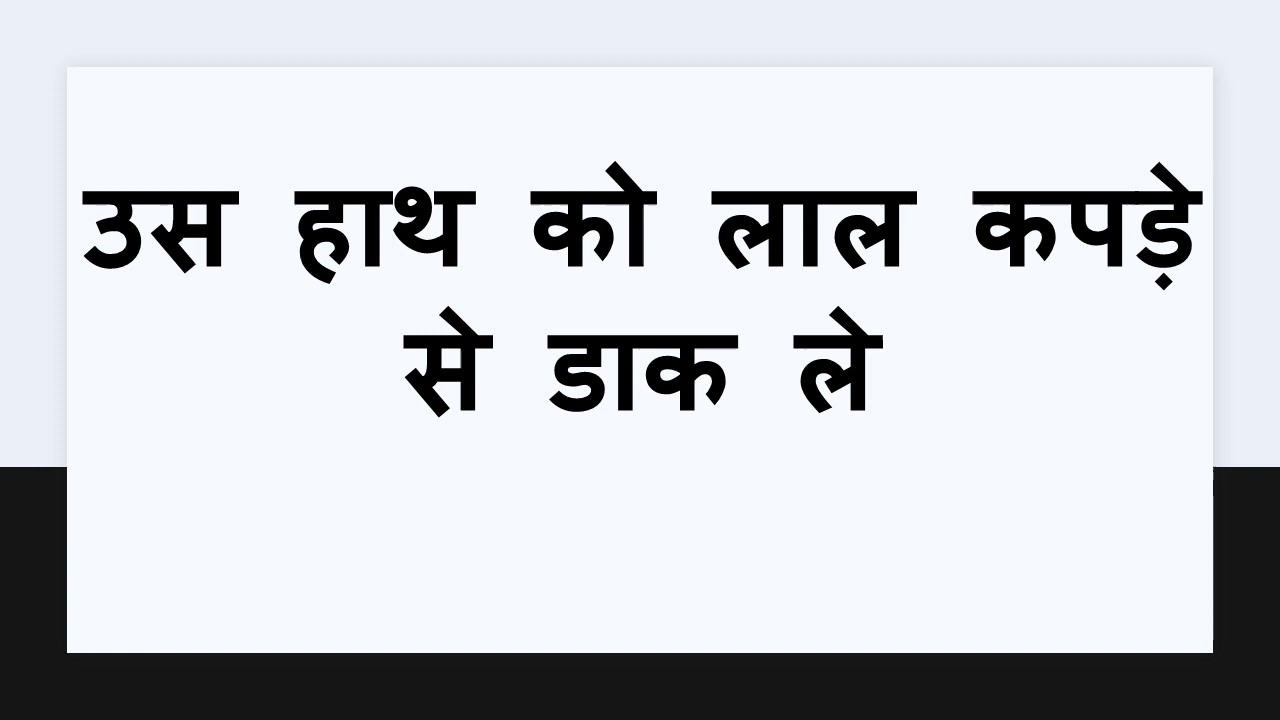 उस हाथ को लाल कपड़े
से डाक ले